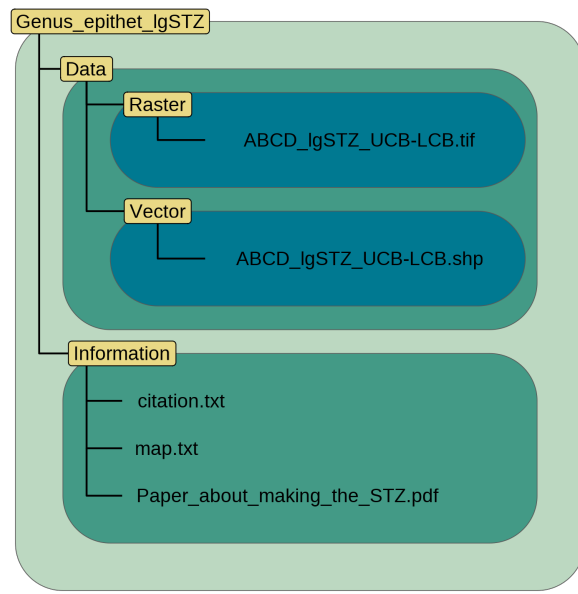 Genus_epithet_lgSTZ
Data
Raster
ABCD_lgSTZ_UCB-LCB.tif
Vector
ABCD_lgSTZ_UCB-LCB.shp
Information
citation.txt
map.txt
Paper_about_making_the_STZ.pdf